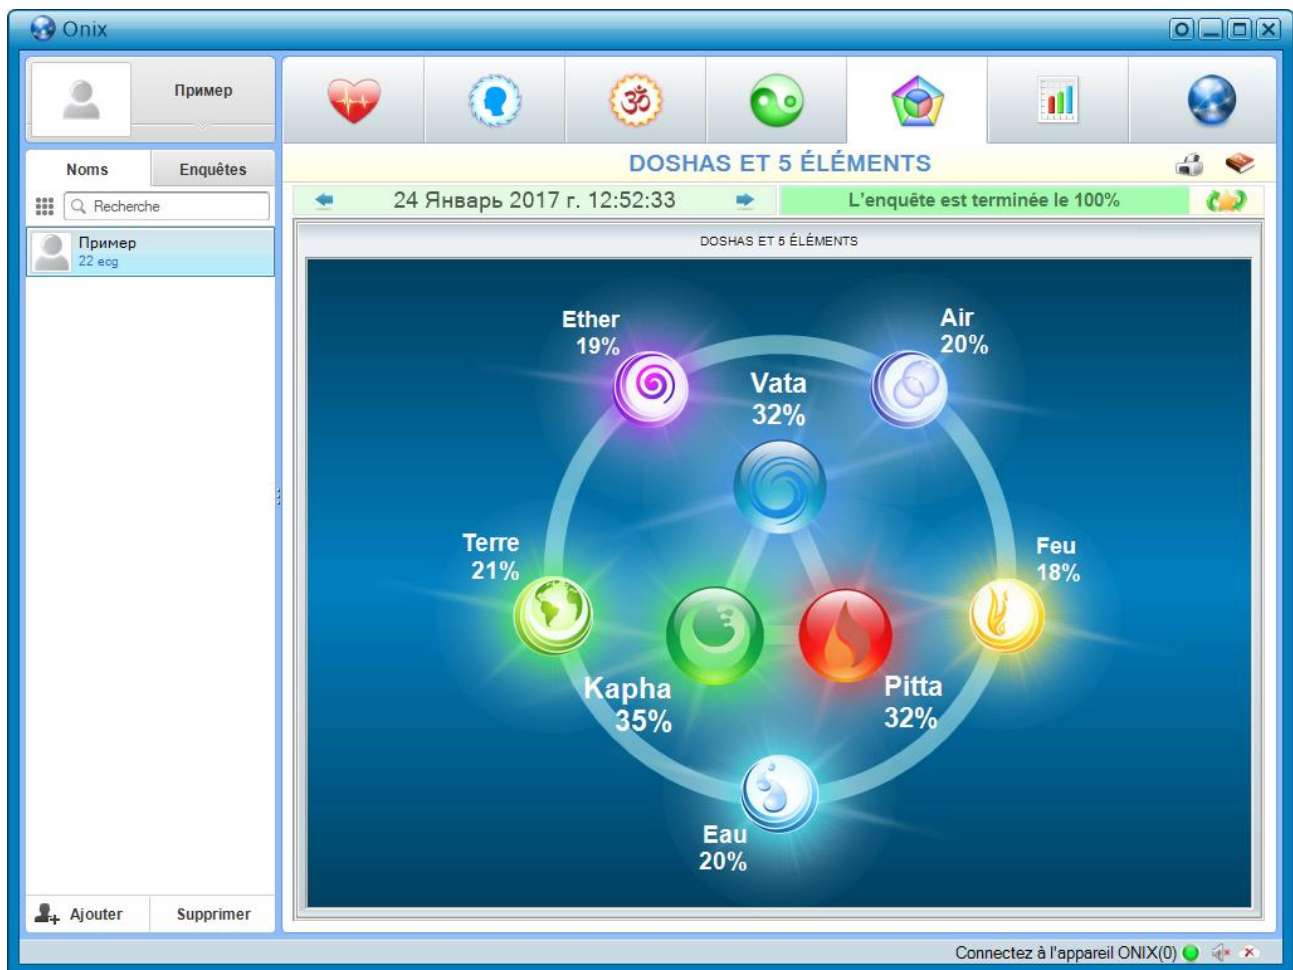 Onix
Пример
Noms
Enquêtes
Recherche
Пример
22 ecg
DOSHAS ET 5 ÉLÉMENTS
24 Январь 2017 г. 12:52:33
L'enquête est terminée le 100%
DOSHAS ET 5 ÉLÉMENTS
Ether
19%
Air
20%
Vata
32%
Terre
21%
Feu
18%
Kapha
35%
Pitta
32%
Eau
20%
Ajouter
Supprimer
Connectez à l'appareil ONIX(0)